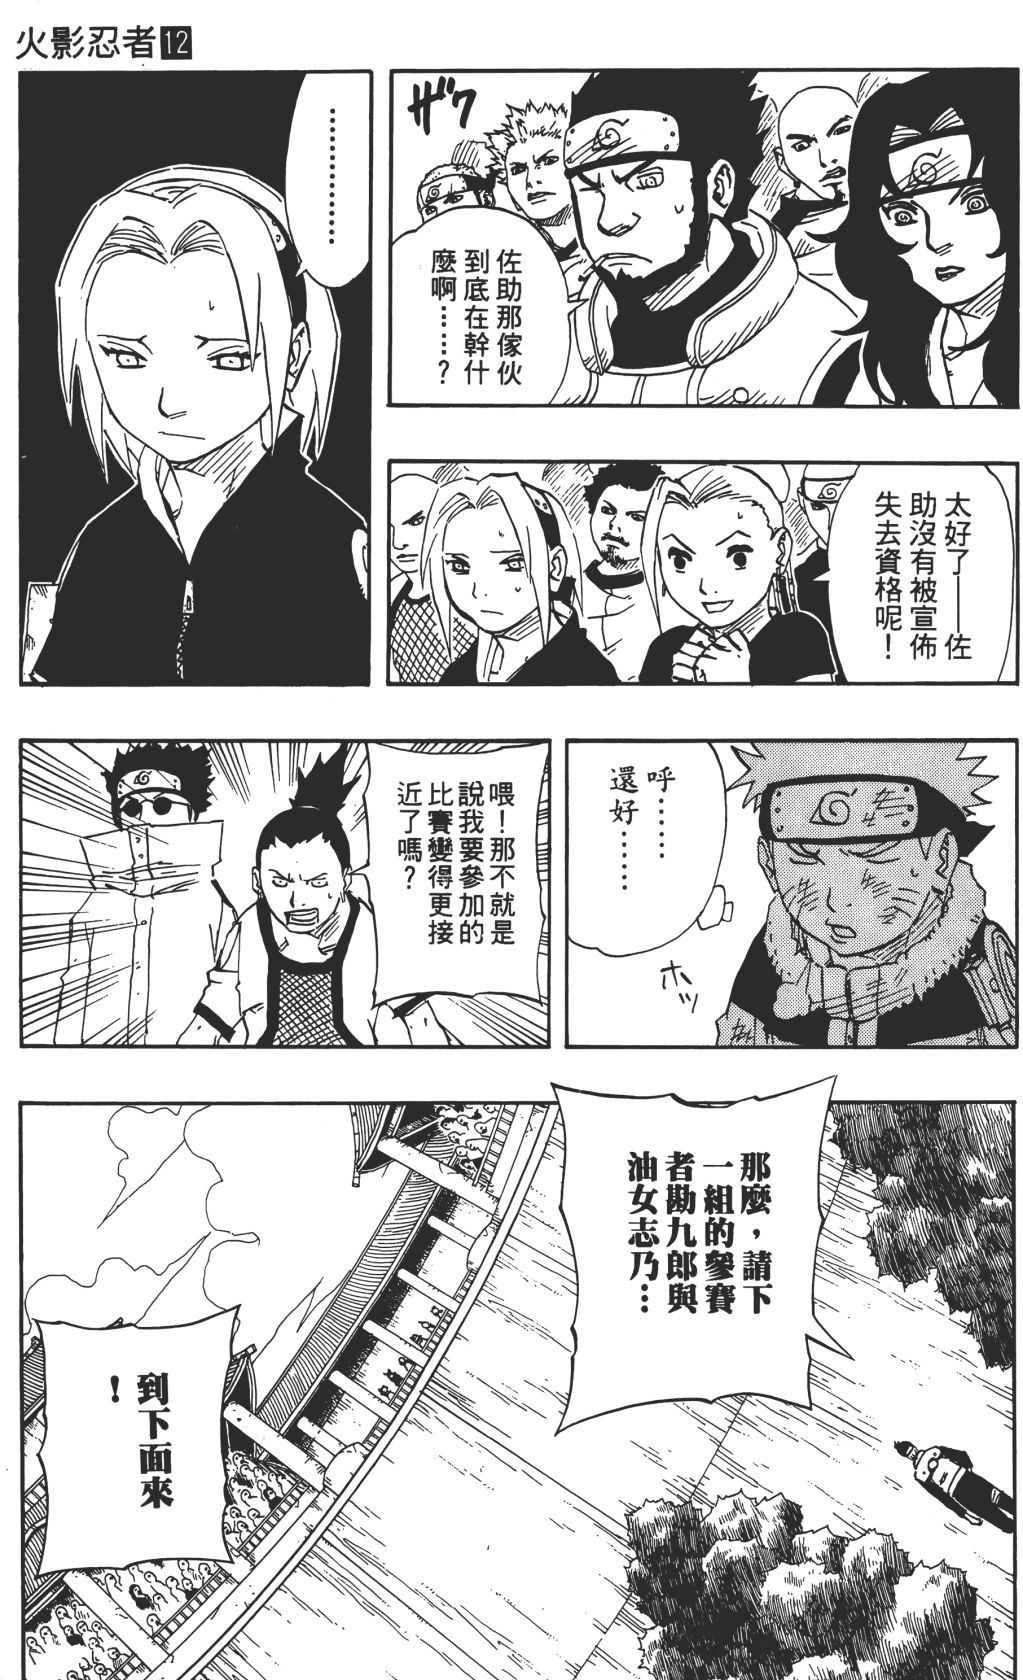 火影忍者12
ザワ
佐助那傢伙
到底在幹什
麼啊……？
…………
太好了——佐
助沒有被宣佈
失去資格呢！
呼……
還好……
ホッ
喂！那不就是
說我要參加的
比賽變得更接
近了嗎？
那麼，請下
一組的參賽
者勘九郎與
油女志乃…
到下面來
！